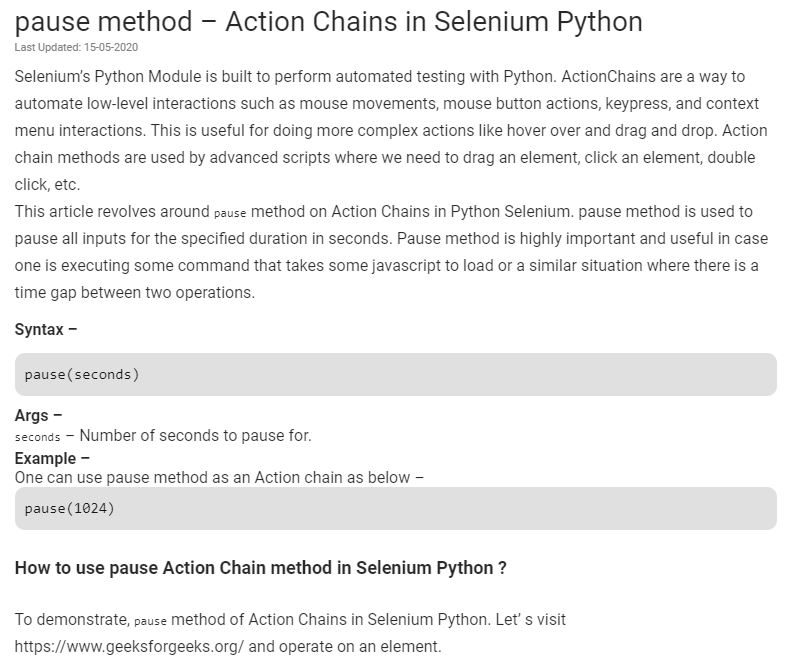 pause method – Action Chains in Selenium Python
Last Updated: 15-05-2020
Selenium’s Python Module is built to perform automated testing with Python. ActionChains are a way to
automate low-level interactions such as mouse movements, mouse button actions, keypress, and context
menu interactions. This is useful for doing more complex actions like hover over and drag and drop. Action
chain methods are used by advanced scripts where we need to drag an element, click an element, double
click, etc.
This article revolves around pause method on Action Chains in Python Selenium. pause method is used to
pause all inputs for the specified duration in seconds. Pause method is highly important and useful in case
one is executing some command that takes some javascript to load or a similar situation where there is a
time gap between two operations.
Syntax –
pause(seconds)
Args –
seconds – Number of seconds to pause for.
Example –
One can use pause method as an Action chain as below –
pause(1024)
How to use pause Action Chain method in Selenium Python ?
To demonstrate, pause method of Action Chains in Selenium Python. Let’ s visit
https://www.geeksforgeeks.org/ and operate on an element.